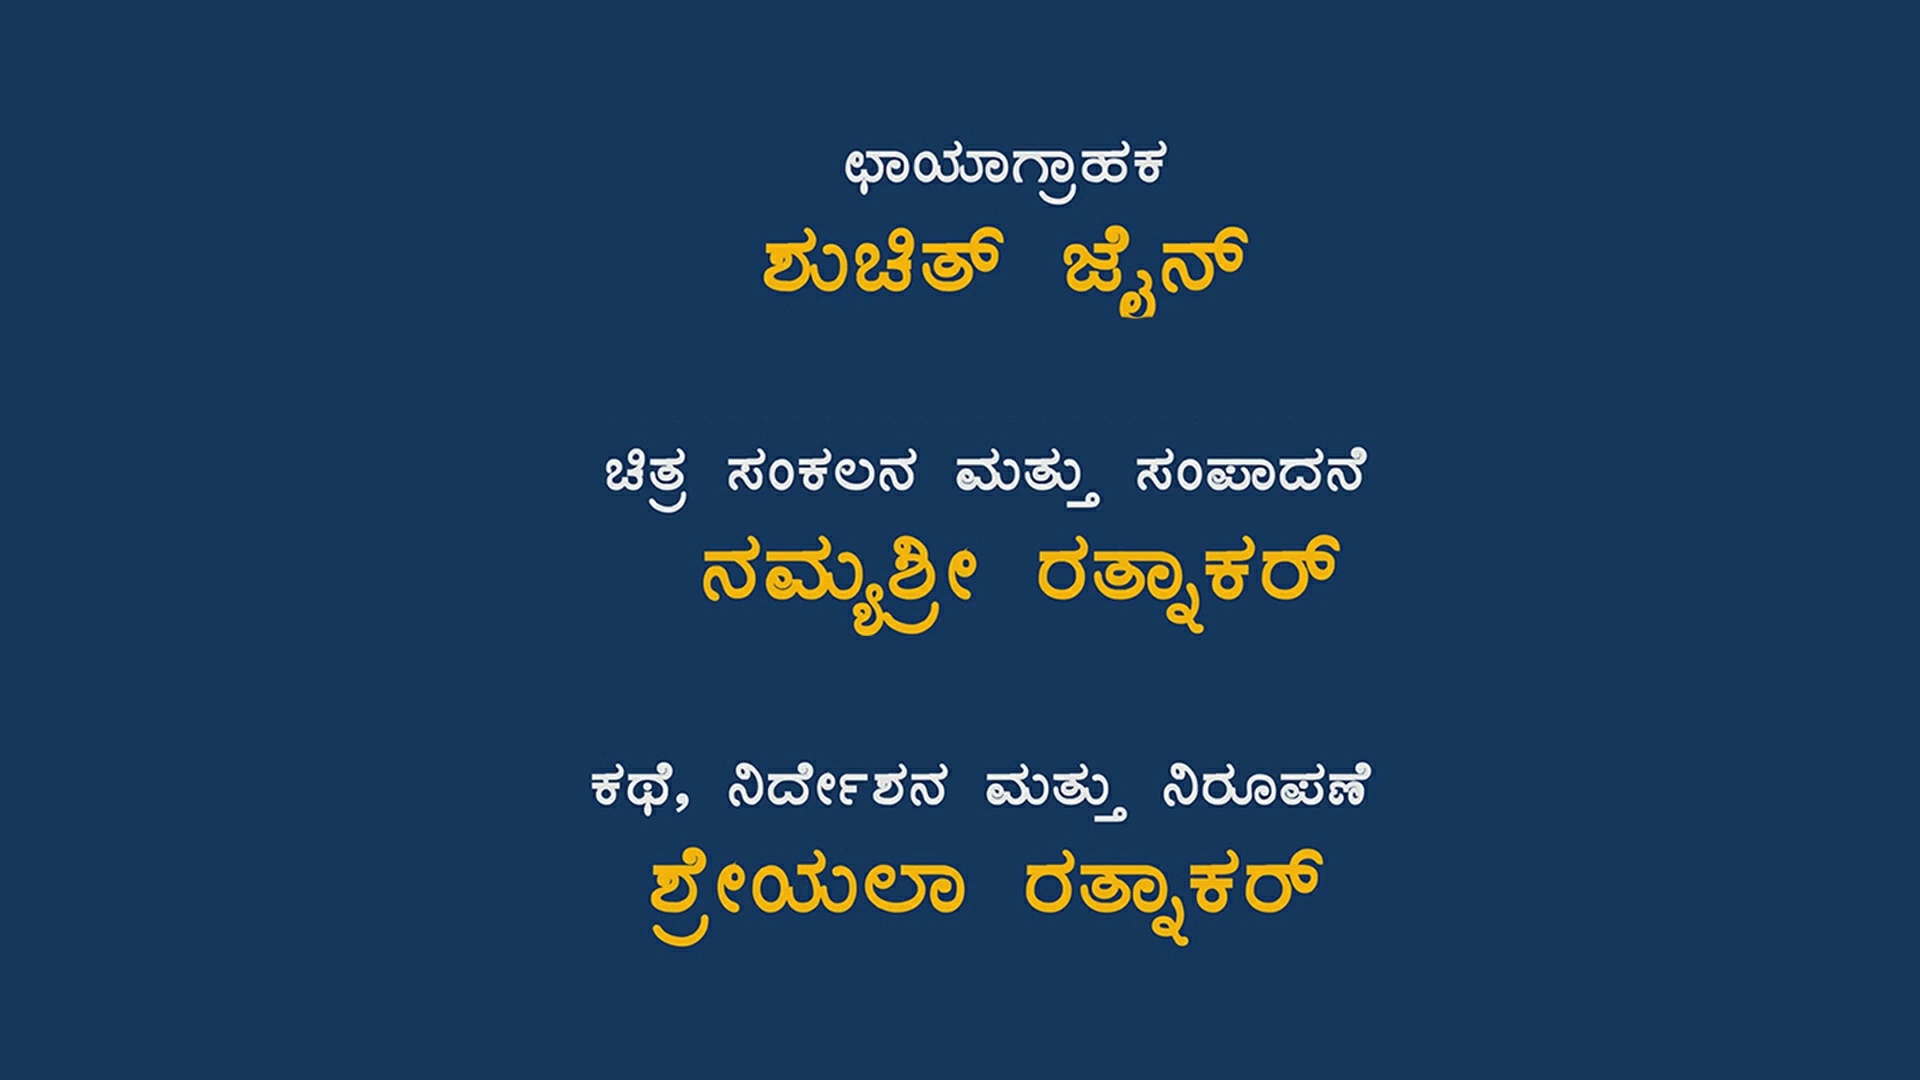 ಛಾಯಾಗ್ರಾಹಕ
ಶುಚಿತ್ ಜೈನ್
ಚಿತ್ರ ಸಂಕಲನ ಮತ್ತು ಸಂಪಾದನೆ
ನಮ್ಯಶ್ರೀ ರತ್ನಾಕರ್
ಕಥೆ, ನಿರ್ದೇಶನ ಮತ್ತು ನಿರೂಪಣೆ
ಶ್ರೇಯಲಾ ರತ್ನಾಕರ್